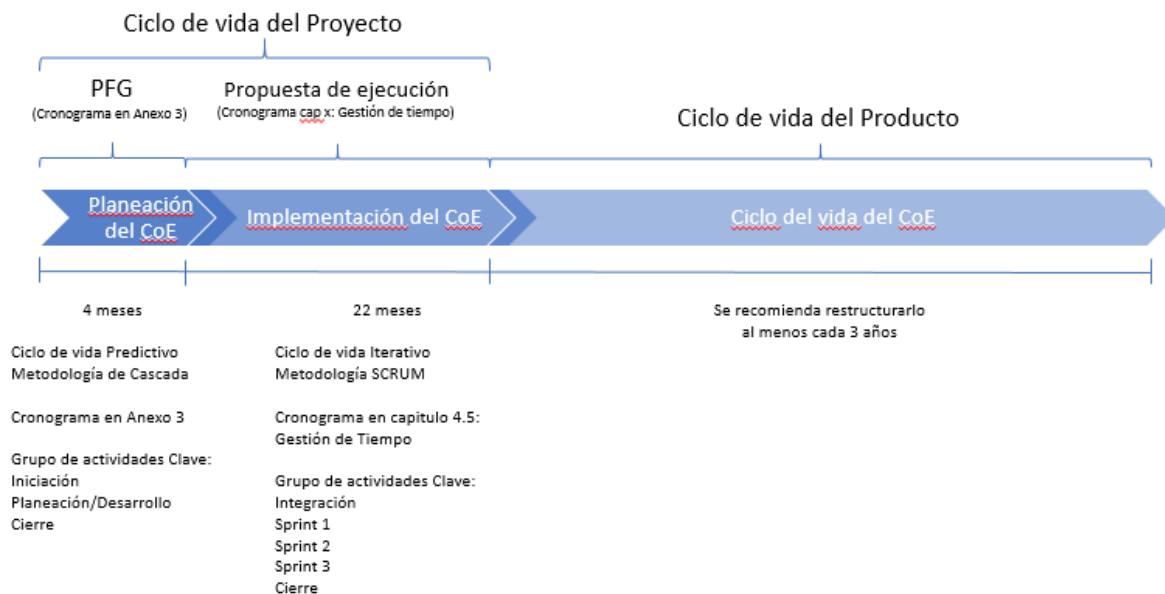 Ciclo de vida del Proyecto
PFG
(Cronograma en Anexo 3)
Propuesta de ejecución
(Cronograma cap x: Gestión de tiempo)
Ciclo de vida del Producto
Planeación
del CoE
Implementación del CoE
Ciclo del vida del CoE
4 meses
22 meses
Se recomienda restructurarlo
al menos cada 3 años
Ciclo de vida Predictivo
Metodología de Cascada
Cronograma en Anexo 3
Grupo de actividades Clave:
Iniciación
Planeación/Desarrollo
Cierre
Ciclo de vida Iterativo
Metodología SCRUM
Cronograma en capitulo 4.5:
Gestión de Tiempo
Grupo de actividades Clave:
Integración
Sprint 1
Sprint 2
Sprint 3
Cierre